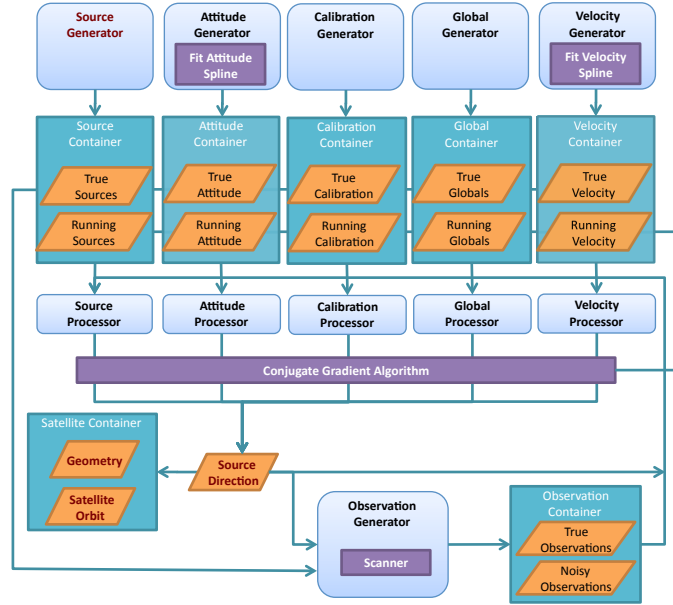 Source
Generator
Attitude
Generator
Fit Attitude
Spline
Calibration
Generator
Global
Generator
Velocity
Generator
Fit Velocity
Spline
Source
Container
True
Sources
Running
Sources
Attitude
Container
True
Attitude
Running
Attitude
Calibration
Container
True
Calibration
Running
Calibration
Global
Container
True
Globals
Running
Globals
Velocity
Container
True
Velocity
Running
Velocity
Source
Processor
Attitude
Processor
Calibration
Processor
Global
Processor
Velocity
Processor
Conjugate Gradient Algorithm
Satellite Container
Geometry
Satellite
Orbit
Source
Direction
Observation
Generator
Scanner
Observation
Container
True
Observations
Noisy
Observations